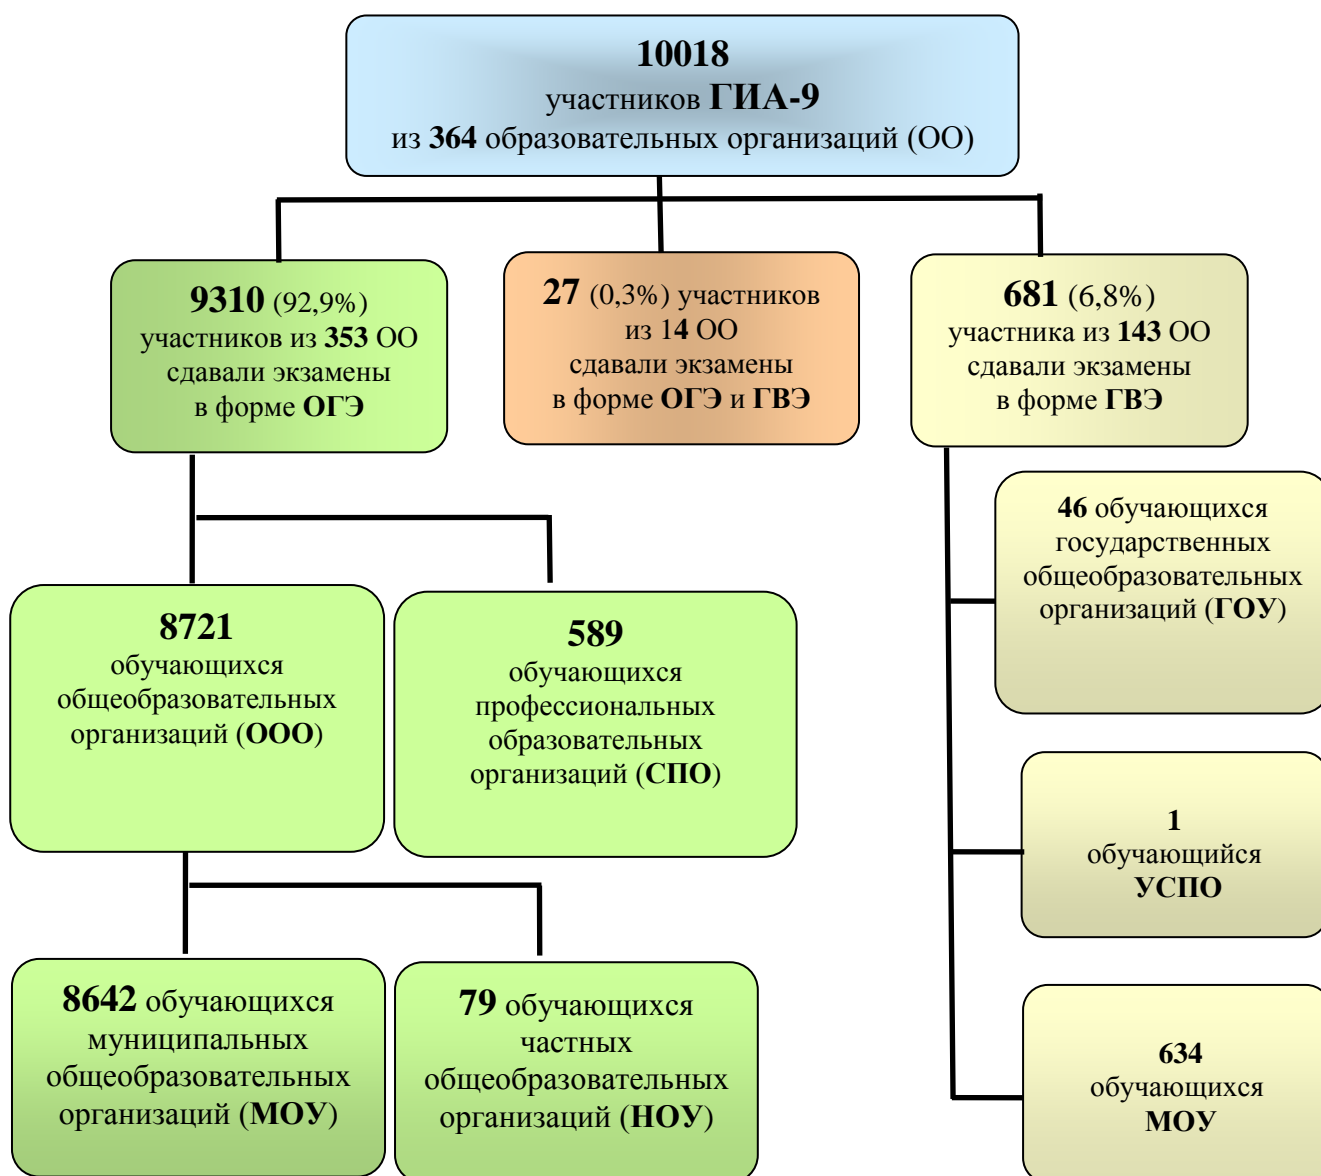 10018
участников ГИА-9
из 364 образовательных организаций (ОО)
9310 (92,9%)
участников из 353 ОО
сдавали экзамены
в форме ОГЭ
27 (0,3%) участников
из 14 ОО
сдавали экзамены
в форме ОГЭ и ГВЭ
681 (6,8%)
участника из 143 ОО
сдавали экзамены
в форме ГВЭ
46 обучающихся
государственных
общеобразовательных
организаций (ГОУ)
8721
обучающихся
общеобразовательных
организаций (ООО)
589
обучающихся
профессиональных
образовательных
организаций (СПО)
1
обучающийся
УСПО
8642 обучающихся
муниципальных
общеобразовательных
организаций (МОУ)
79 обучающихся
частных
общеобразовательных
организаций (НОУ)
634
обучающихся
МОУ